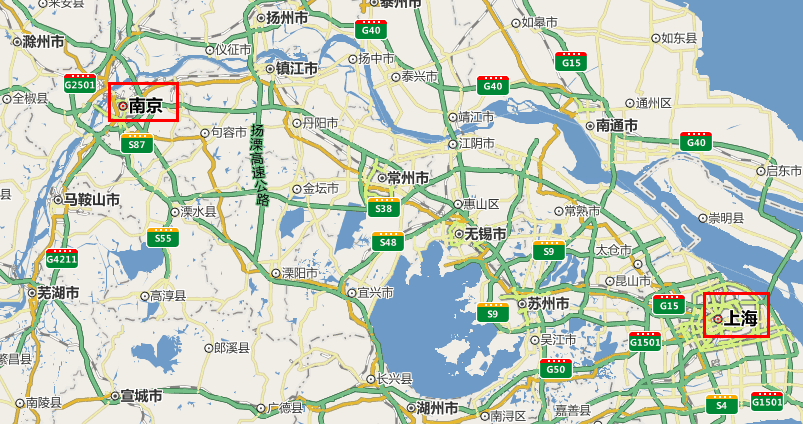 来安县
扬州市
泰州市
如皋市
滁州市
仪征市
G40
如东县
扬中市
G15
镇江市
泰兴市
G2501
G40
全椒县
南京
通州区
靖江市
丹阳市
南通市
句容市
S87
扬溧高速公路
江阴市
G40
启东市
常州市
金坛市
马鞍山市
S38
惠山区
溧水县
常熟市
崇明县
无锡市
S55
S48
S9
太仓市
G4211
溧阳市
昆山市
芜湖市
高淳县
宜兴市
苏州市
G15
S9
上海
吴江市
G1501
郎溪县
繁昌县
G50
长兴县
宣城市
南陵县
广德县
湖州市
南浔区
嘉善县
S4
G1501
县